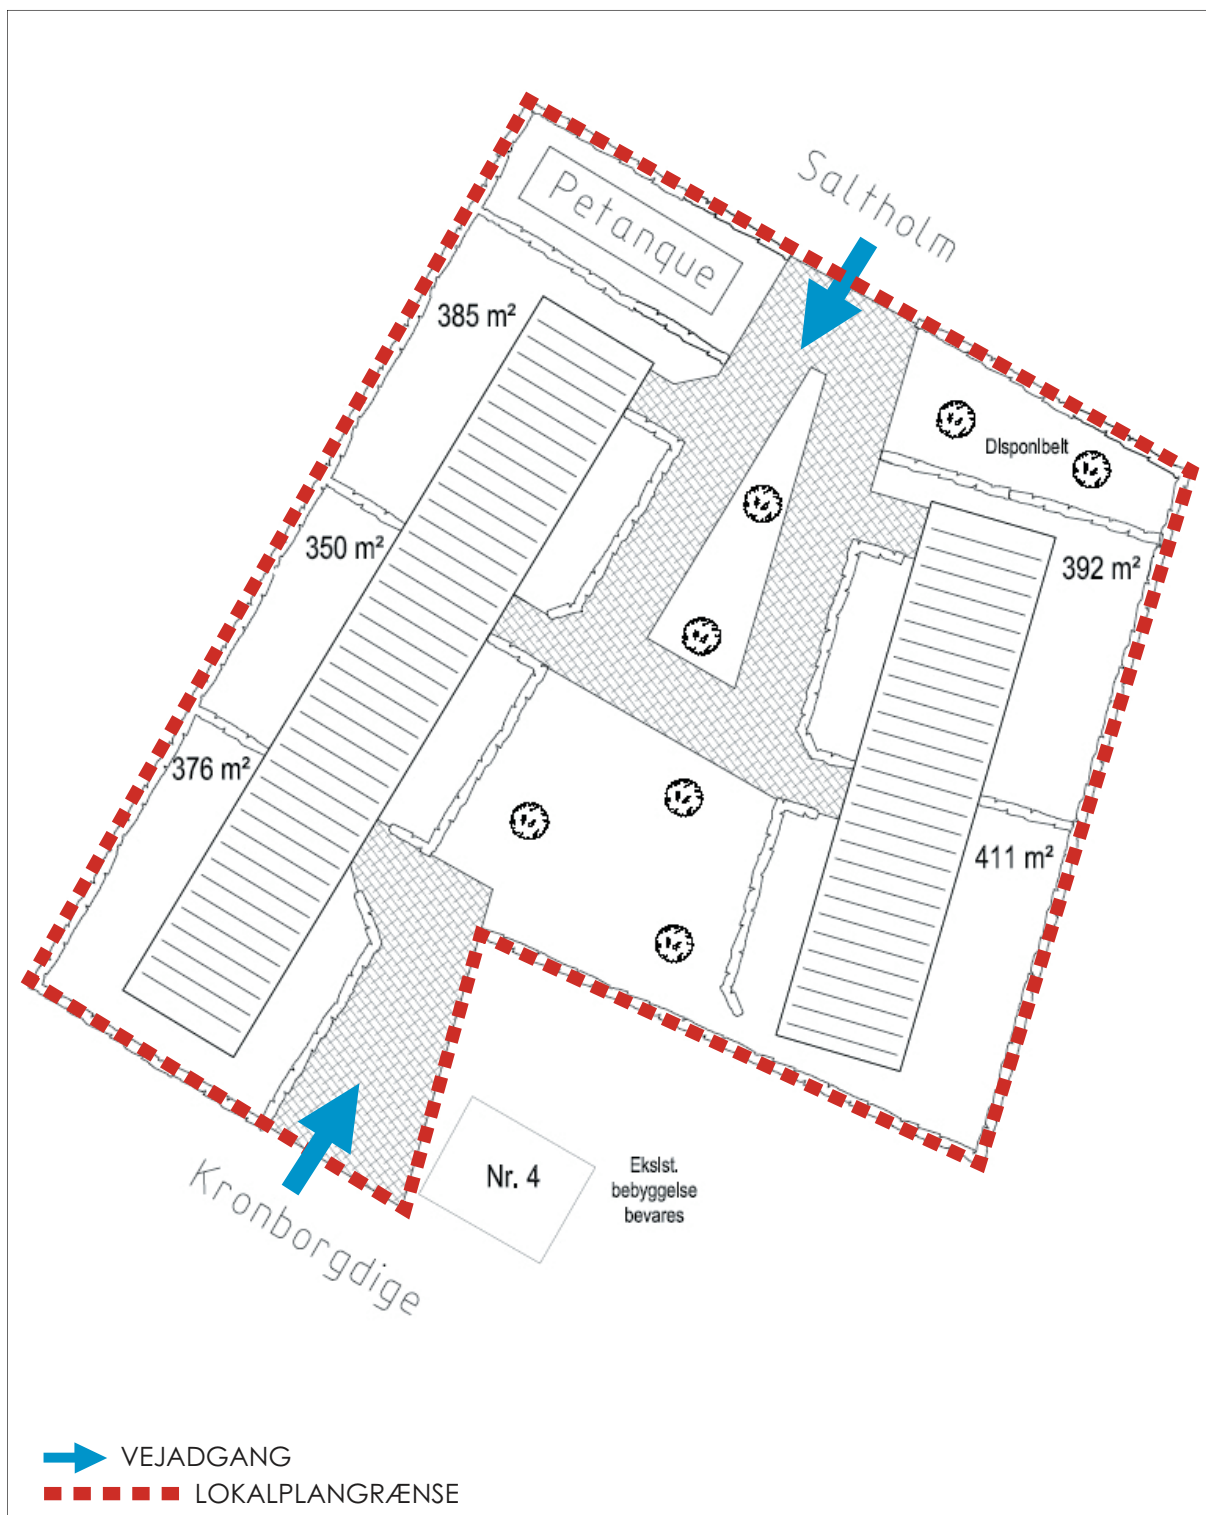 Saltholm
Petanque
385 m²
Disponibelt
350 m²
392 m²
376 m²
411 m²
Nr. 4
Eksist.
bebyggelse
bevares
Kronborgdige
VEJADGANG
LOKALPLANGRÆNSE